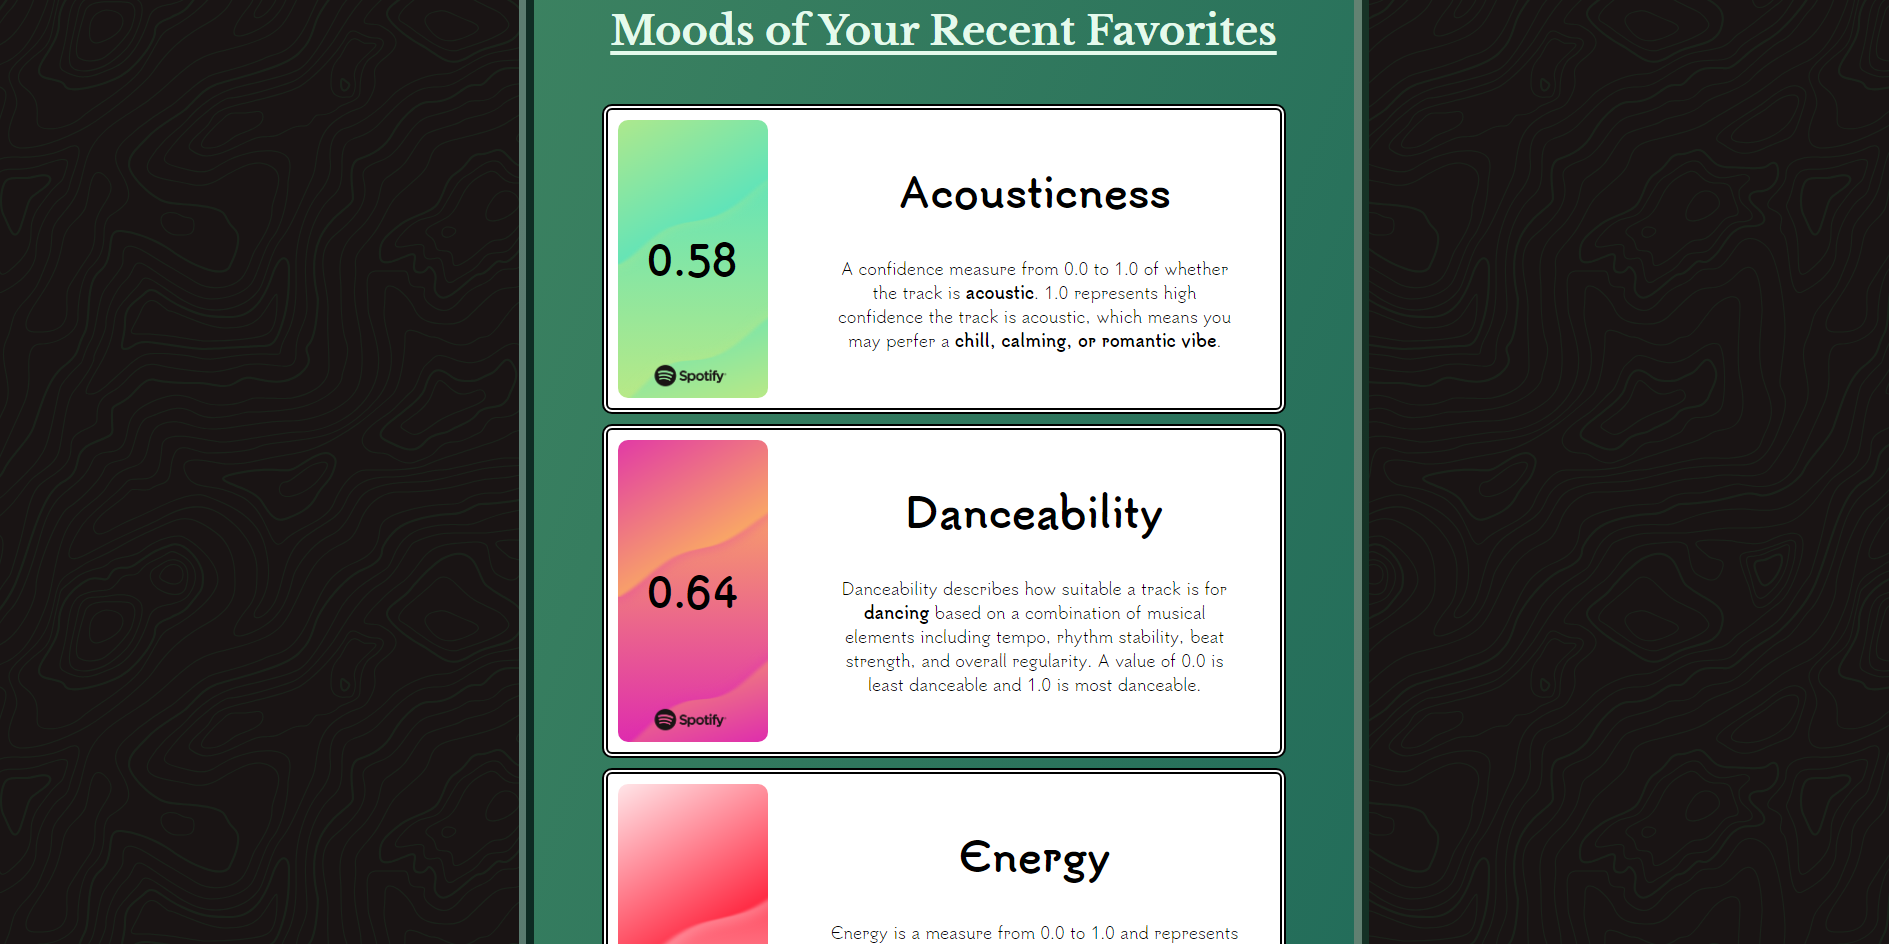 Moods of Your Recent Favorites
0.58
Spotify
Acousticness
A confidence measure from 0.0 to 1.0 of whether
the track is acoustic. 1.0 represents high
confidence the track is acoustic, which means you
may perfer a chill, calming, or romantic vibe.
0.64
Spotify
Danceability
Danceability describes how suitable a track is for
dancing based on a combination of musical
elements including tempo, rhythm stability, beat
strength, and overall regularity. A value of 0.0 is
least danceable and 1.0 is most danceable.
Energy
Energy is a measure from 0.0 to 1.0 and represents